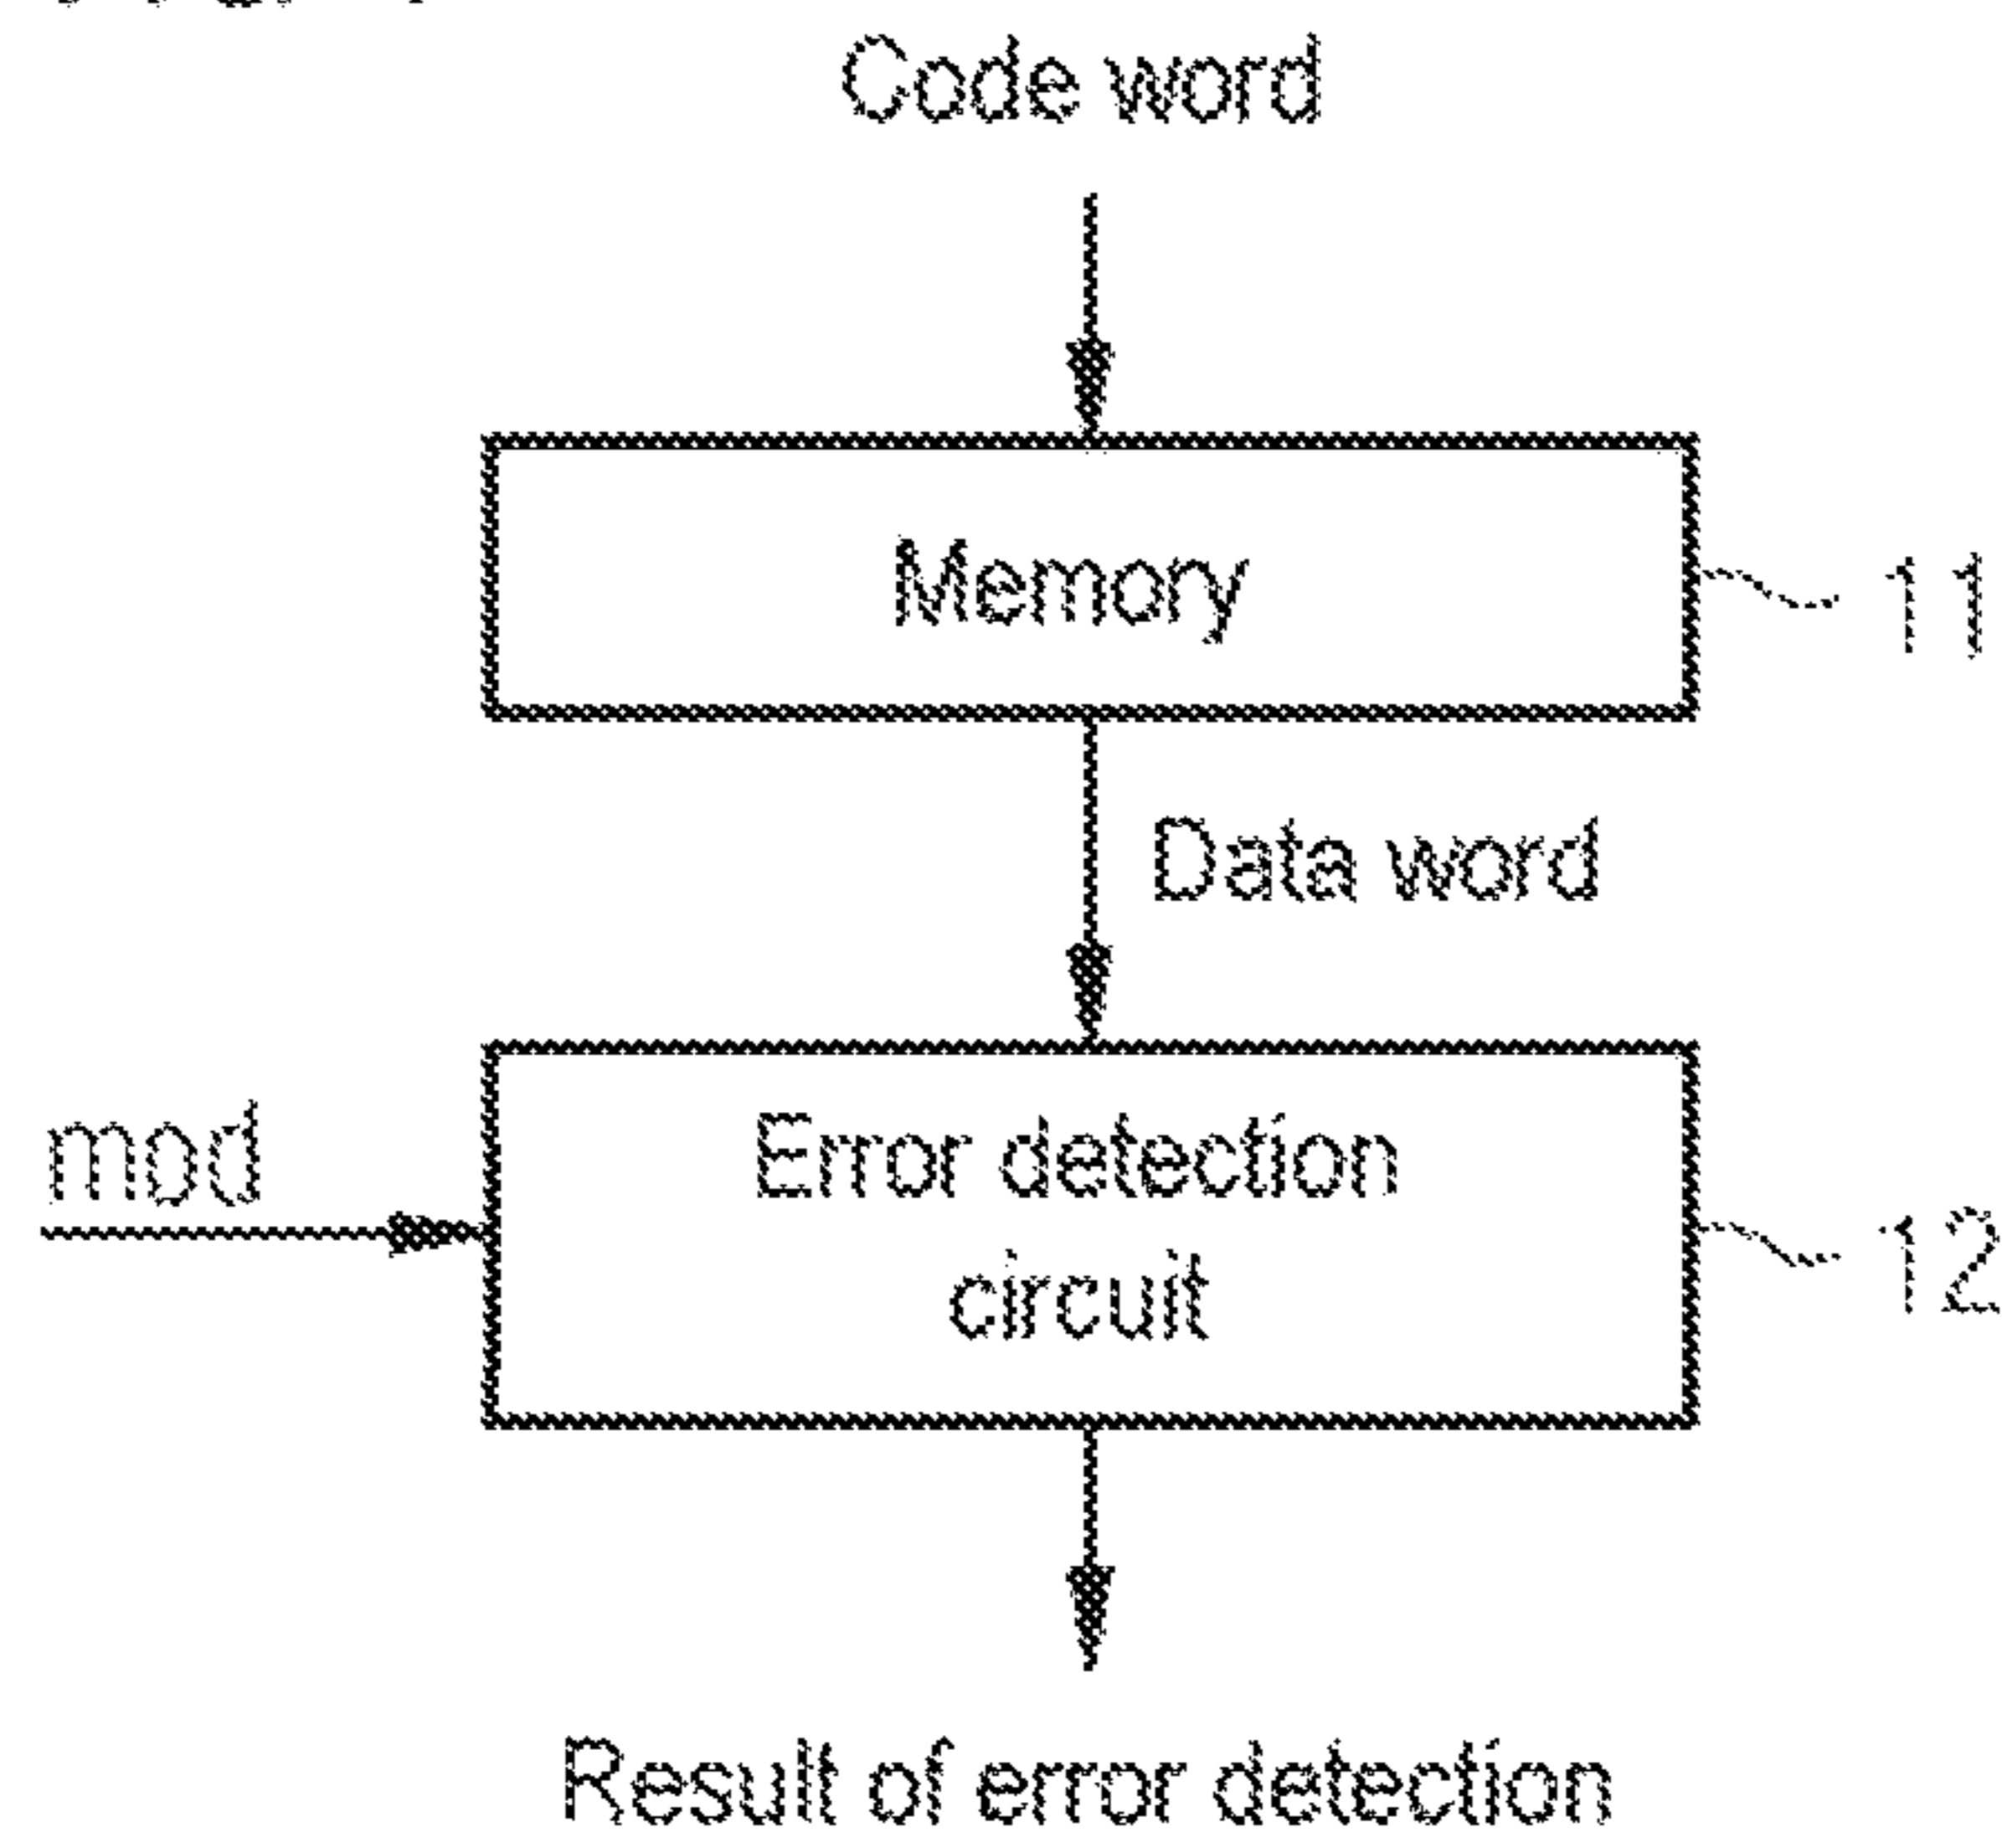 Code word
Memory
11
Data word
mod
Error detection
circuit
12
Result of error detection